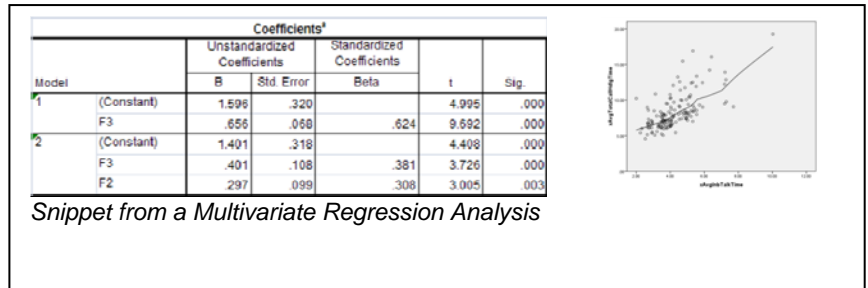 Coefficientsa
Unstandardized Coefficients Standardized Coefficients
Model B Std. Error Beta t Sig.
1 (Constant) 1.596 .320 4.995 .000
F3 .656 .068 .624 9.692 .000
2 (Constant) 1.401 .318 4.408 .000
F3 .401 .108 .381 3.726 .000
F2 .297 .099 .308 3.005 .003
Snippet from a Multivariate Regression Analysis